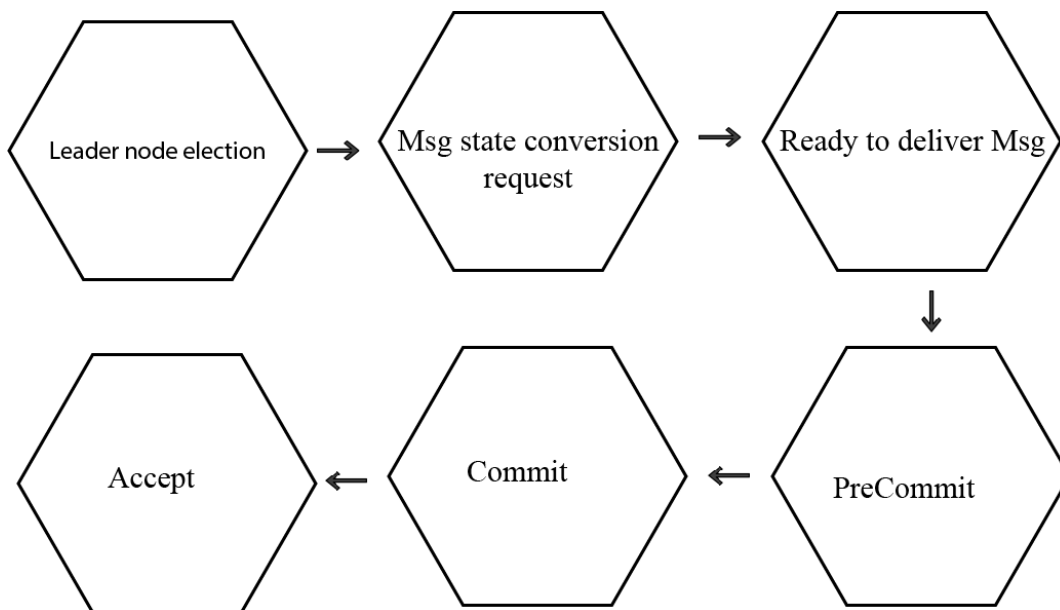 Leader node election
Msg state conversion
request
Ready to deliver Msg
PreCommit
Commit
Accept